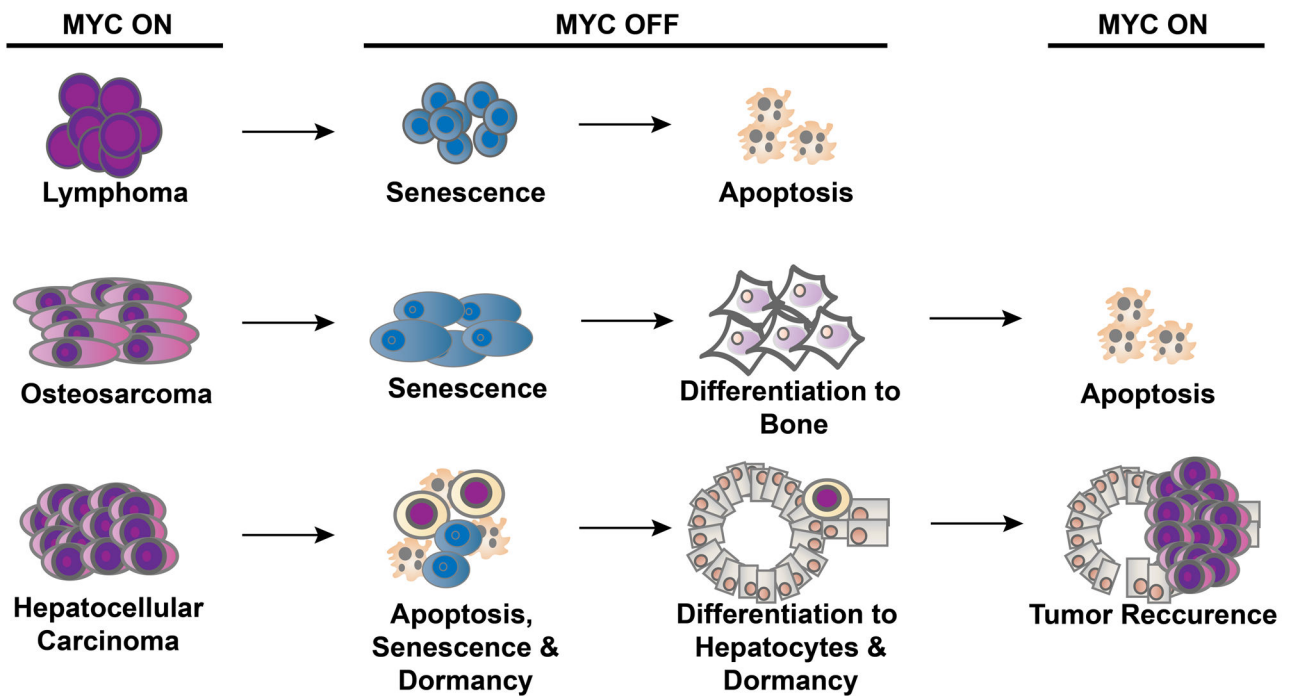 MYC ON
MYC OFF
MYC ON
Lymphoma
Senescence
Apoptosis
Osteosarcoma
Senescence
Differentiation to
Bone
Apoptosis
Hepatocellular
Carcinoma
Apoptosis,
Senescence &
Dormancy
Differentiation to
Hepatocytes &
Dormancy
Tumor Reccurence